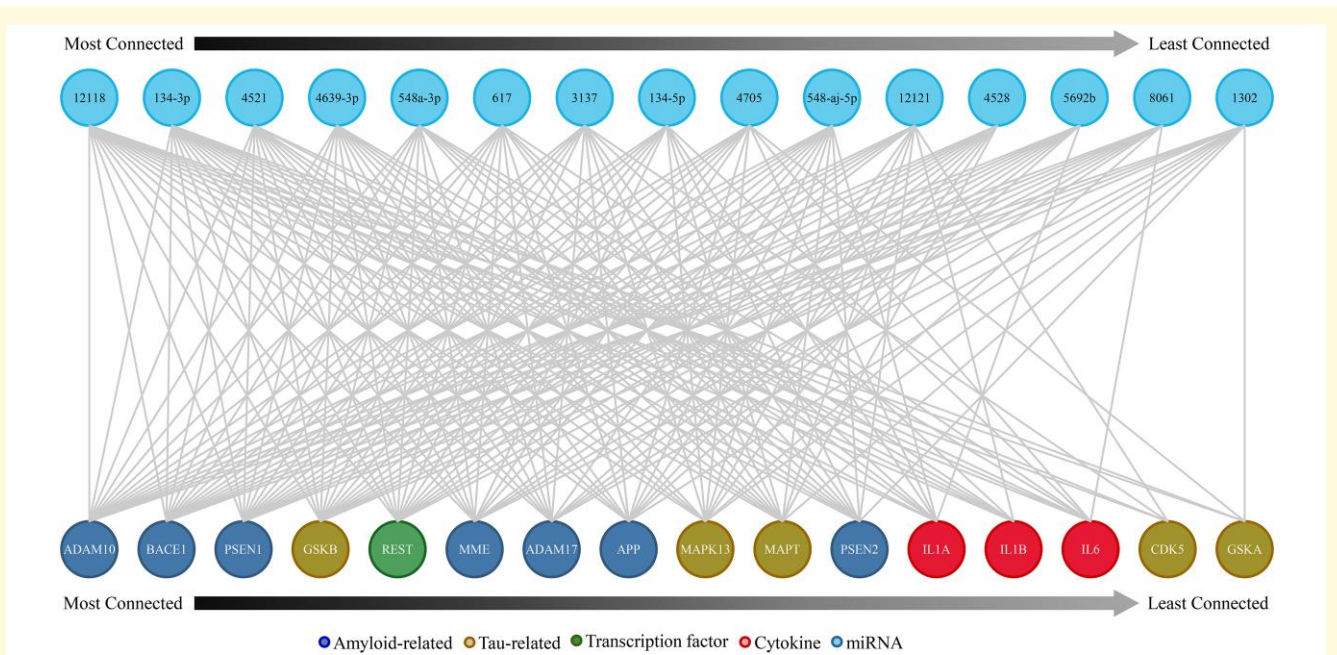 Most Connected Least Connected
12118 134-3p 4521 4639-3p 548a-3p 617 3137 134-5p 4705 548-aj-5p 12121 4528 5692b 8061 1302
ADAM10 BACE1 PSEN1 GSKB REST MME ADAM17 APP MAPK13 MAPT PSEN2 IL1A IL1B IL6 CDK5 GSKA
Most Connected Least Connected
Amyloid-related Tau-related Transcription factor Cytokine miRNA